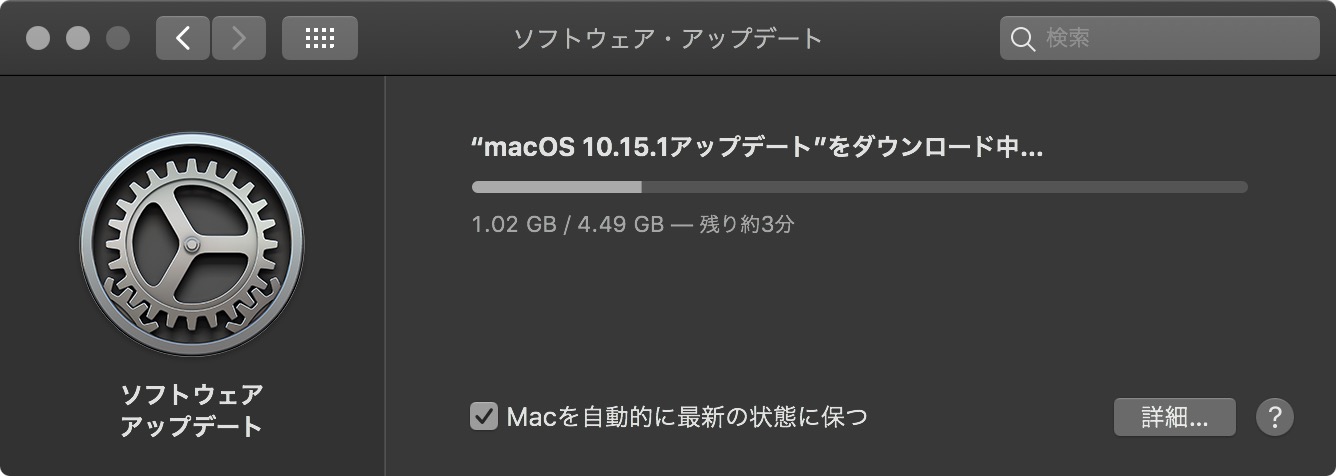 ソフトウェア・アップデート
検索
“macOS 10.15.1アップデート”をダウンロード中...
1.02 GB / 4.49 GB — 残り約3分
ソフトウェア
アップデート
Macを自動的に最新の状態に保つ
詳細...
?